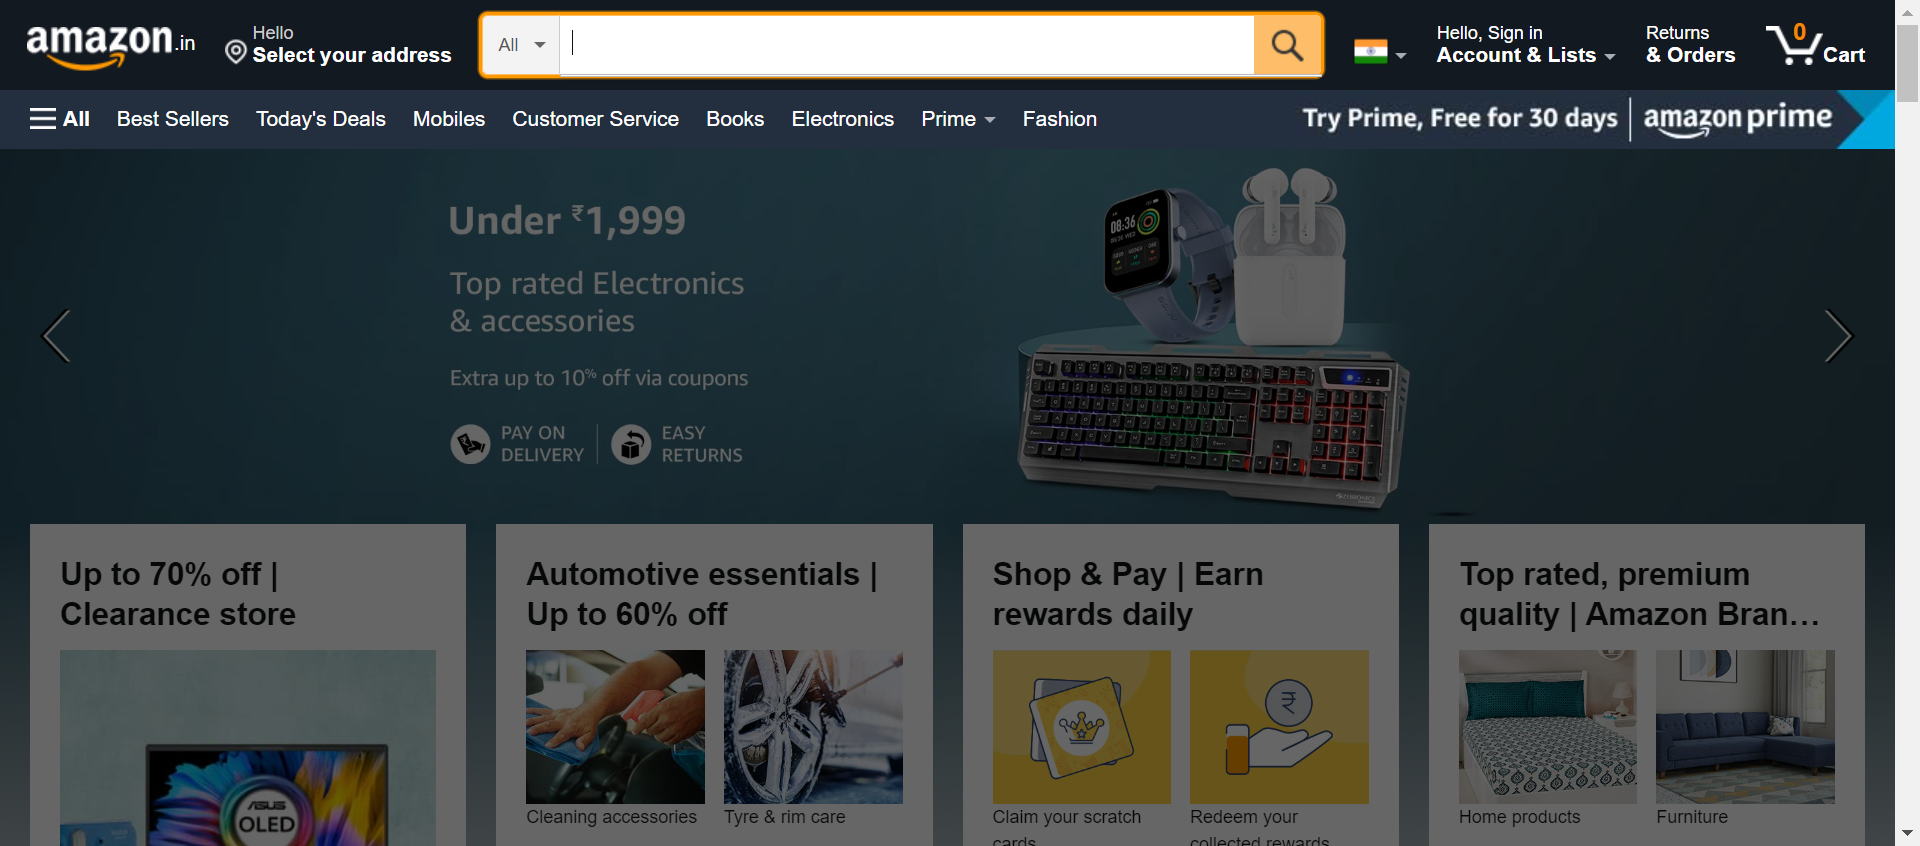 amazon.in
Hello
Select your address
All
Hello, Sign in
Account & Lists
Returns
& Orders
0
Cart
All
Best Sellers
Today's Deals
Mobiles
Customer Service
Books
Electronics
Prime
Fashion
Try Prime, Free for 30 days
amazon prime
Under ₹1,999
Top rated Electronics
& accessories
Extra up to 10% off via coupons
PAY ON
DELIVERY
EASY
RETURNS
08:36
Up to 70% off |
Clearance store
ASUS
OLED
Automotive essentials |
Up to 60% off
Cleaning accessories
Tyre & rim care
Shop & Pay | Earn
rewards daily
₹
Claim your scratch
cards
Redeem your
collected rewards
Top rated, premium
quality | Amazon Bran...
Home products
Furniture